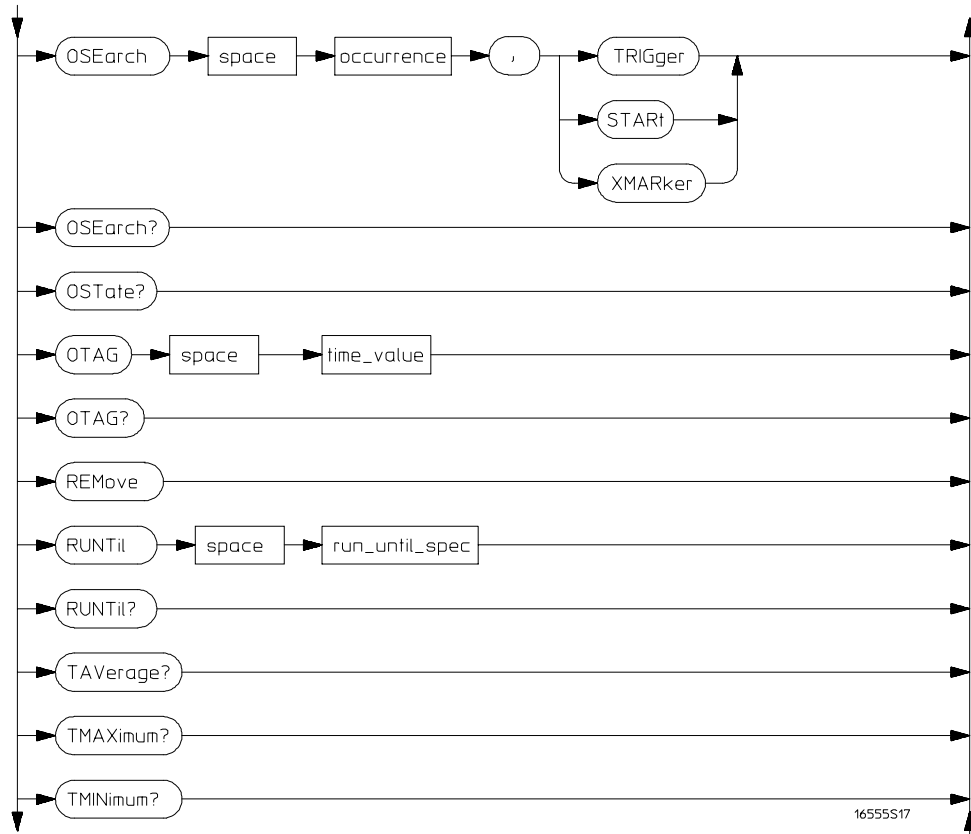 OSEarch space occurrence , TRIGger
STARt
XMARker
OSEarch?
OSTate?
OTAG space time_value
OTAG?
REMove
RUNTil space run_until_spec
RUNTil?
TAVerage?
TMAXimum?
TMINimum?
16555S17